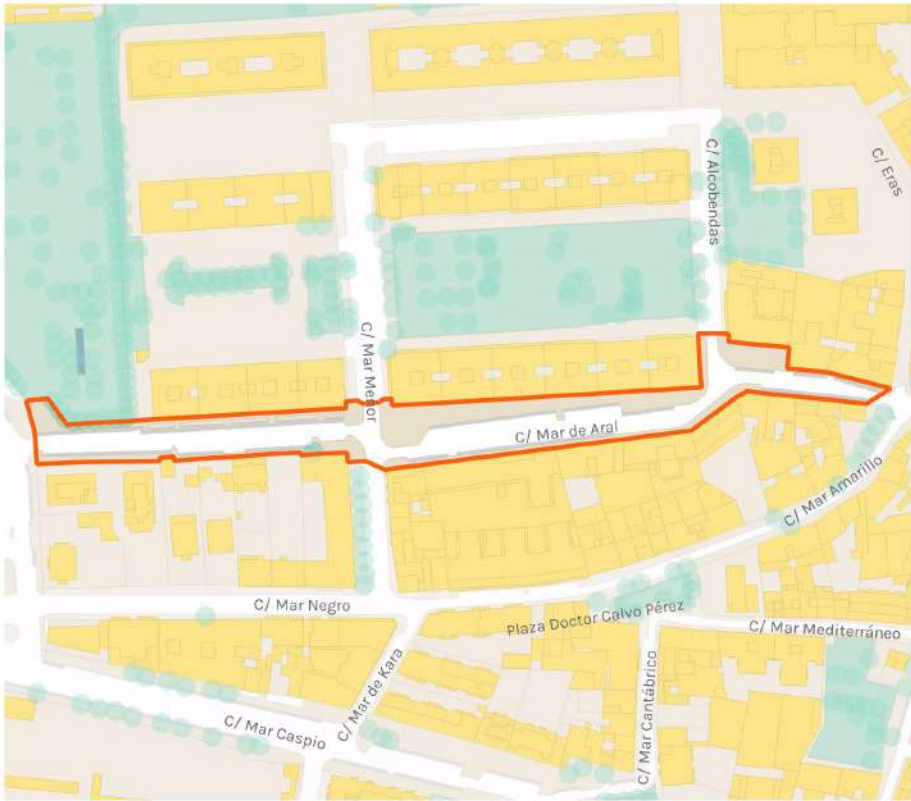 C/ Alcobendas
C/ Eras
C/ Mar Menor
C/ Mar de Aral
C/ Mar Amarillo
C/ Mar Negro
Plaza Doctor Calvo Pérez
C/ Mar Mediterráneo
C/ Mar de Kara
C/ Mar Cantábrico
C/ Mar Caspio